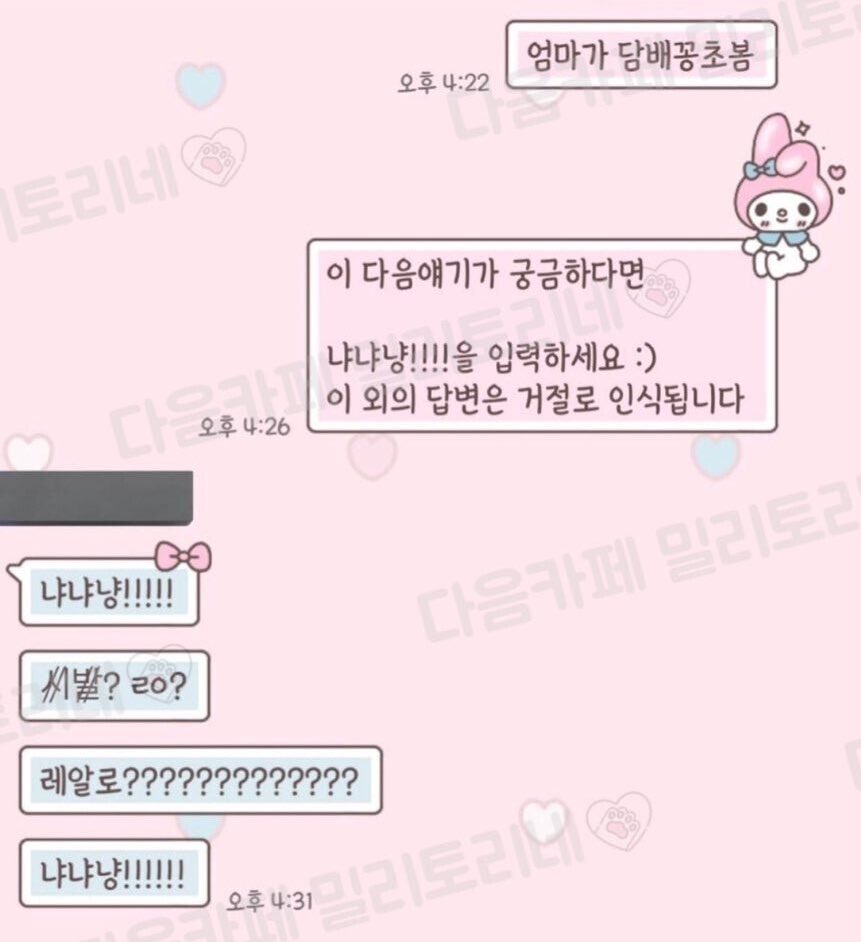 엄마가 담배꽁초봄
오후 4:22
이 다음얘기가 궁금하다면
냐냐냥!!!!을 입력하세요 :)
이 외의 답변은 거절로 인식됩니다
오후 4:26
냐냐냥!!!!!
씨발? ㄹㅇ?
레알로?????????????
냐냐냥!!!!!!
오후 4:31
다음카페 밀리토리네